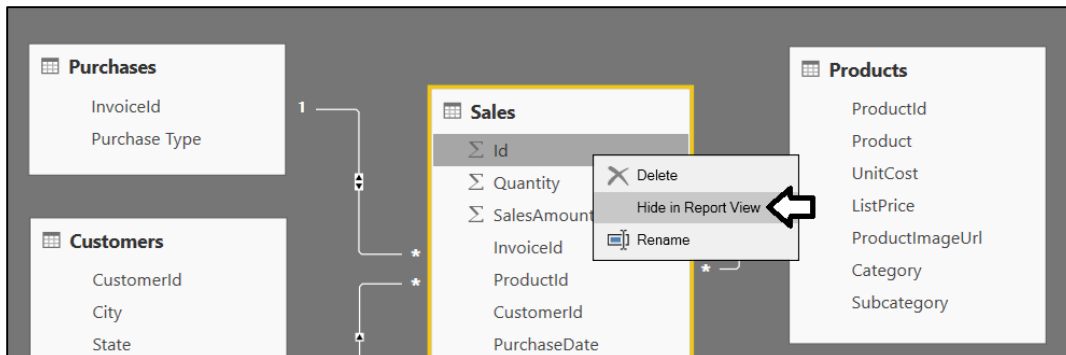 Purchases
InvoiceId
Purchase Type
1
Customers
CustomerId
City
State
*
*
Sales
Σ Id
Σ Quantity
Σ SalesAmount
InvoiceId
ProductId
CustomerId
PurchaseDate
Delete
Hide in Report View
Rename
*
Products
ProductId
Product
UnitCost
ListPrice
ProductImageUrl
Category
Subcategory